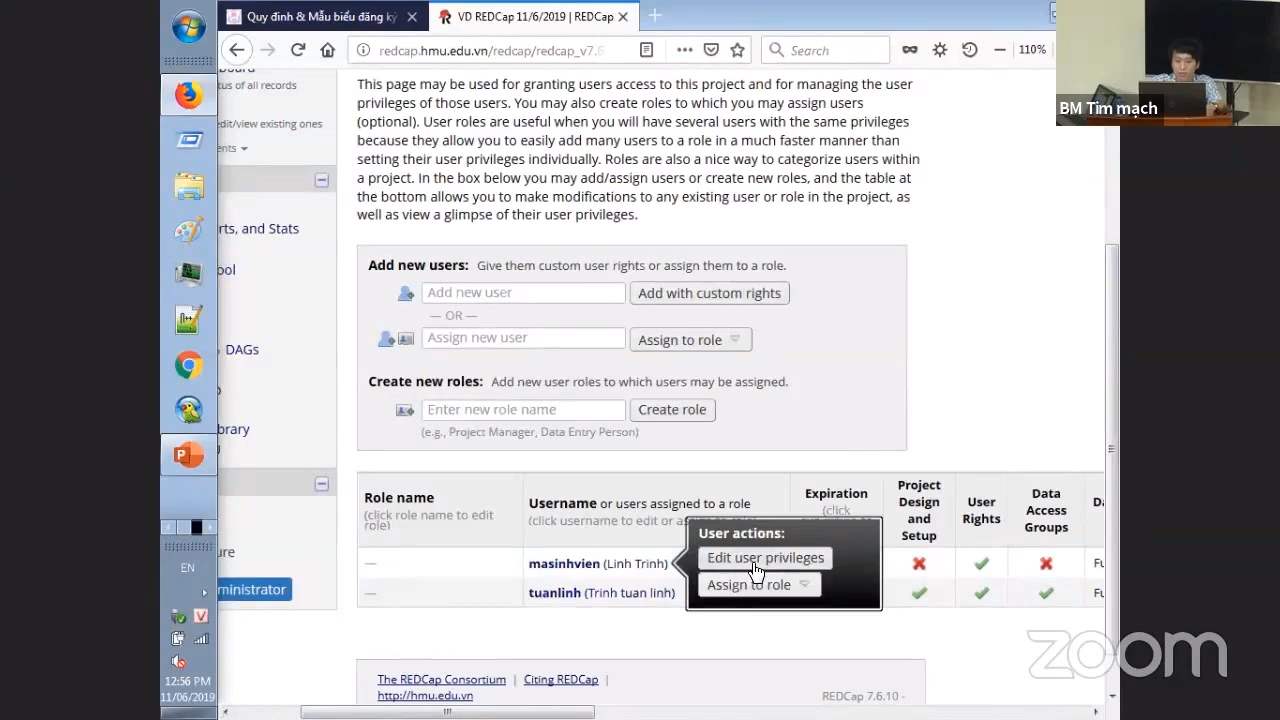 Quy định & Mẫu biểu đăng ký
VD REDCap 11/6/2019 | REDCap
redcap.hmu.edu.vn/redcap/redcap_v7.6
Search
110%
BM Tim mạch
tus of all records
edit/view existing ones
ents
rts, and Stats
ool
DAGs
brary
ure
ministrator
This page may be used for granting users access to this project and for managing the user
privileges of those users. You may also create roles to which you may assign users
(optional). User roles are useful when you will have several users with the same privileges
because they allow you to easily add many users to a role in a much faster manner than
setting their user privileges individually. Roles are also a nice way to categorize users within
a project. In the box below you may add/assign users or create new roles, and the table at
the bottom allows you to make modifications to any existing user or role in the project, as
well as view a glimpse of their user privileges.
Add new users: Give them custom user rights or assign them to a role.
Add new user
Add with custom rights
— OR —
Assign new user
Assign to role
Create new roles: Add new user roles to which users may be assigned.
Enter new role name
Create role
(e.g., Project Manager, Data Entry Person)
Role name
(click role name to edit
role)
Username or users assigned to a role
(click username to edit or
Expiration
(click
Project
Design
and
Setup
User
Rights
Data
Access
Groups
Da
— masinhvien (Linh Trinh) Fu
— tuanlinh (Trinh tuan linh) Fu
User actions:
Edit user privileges
Assign to role
The REDCap Consortium | Citing REDCap |
http://hmu.edu.vn
REDCap 7.6.10 -
EN
12:56 PM
11/06/2019
zoom